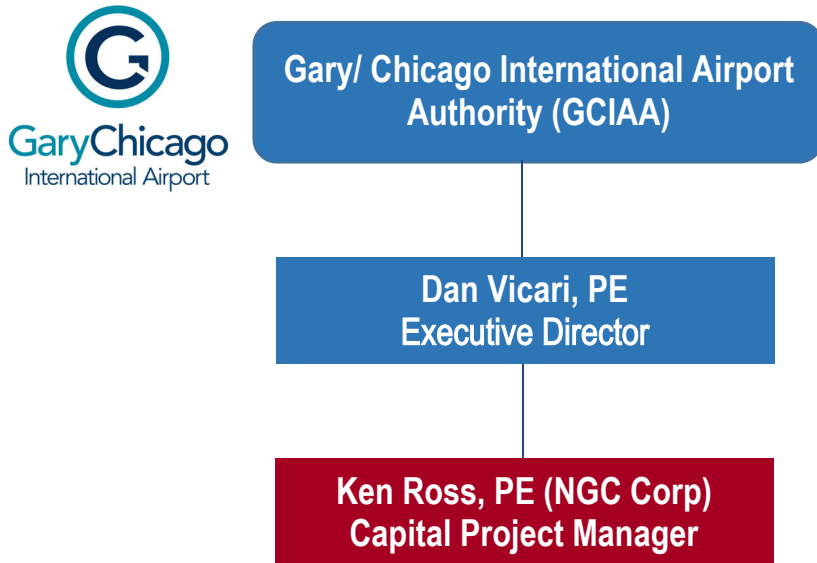 G
GaryChicago
International Airport
Gary/ Chicago International Airport
Authority (GCIAA)
Dan Vicari, PE
Executive Director
Ken Ross, PE (NGC Corp)
Capital Project Manager